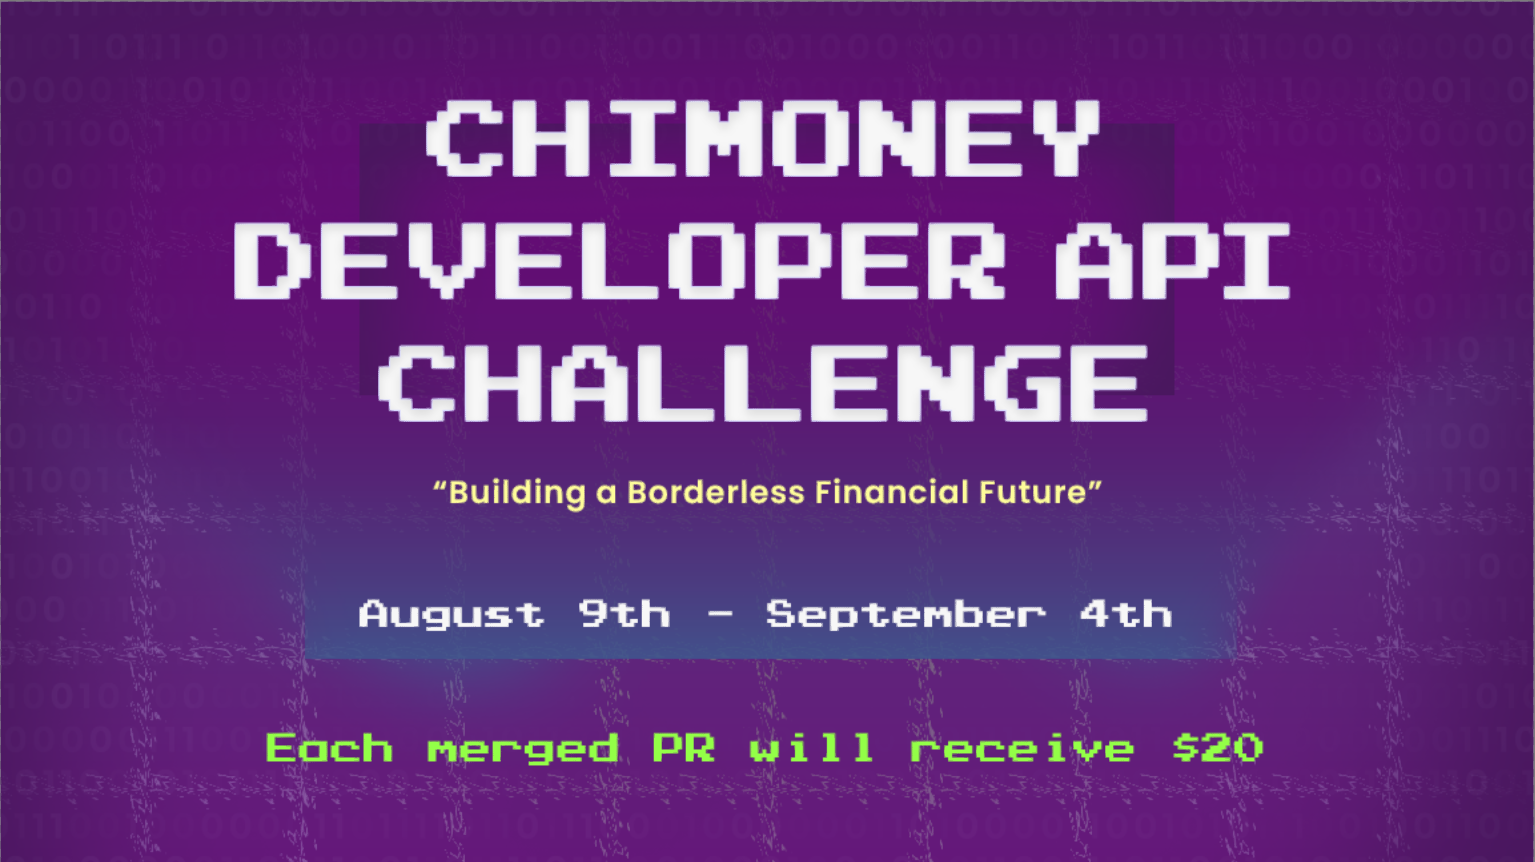 CHIMONEY
DEVELOPER API
CHALLENGE
“Building a Borderless Financial Future”
August 9th - September 4th
Each merged PR will receive $20